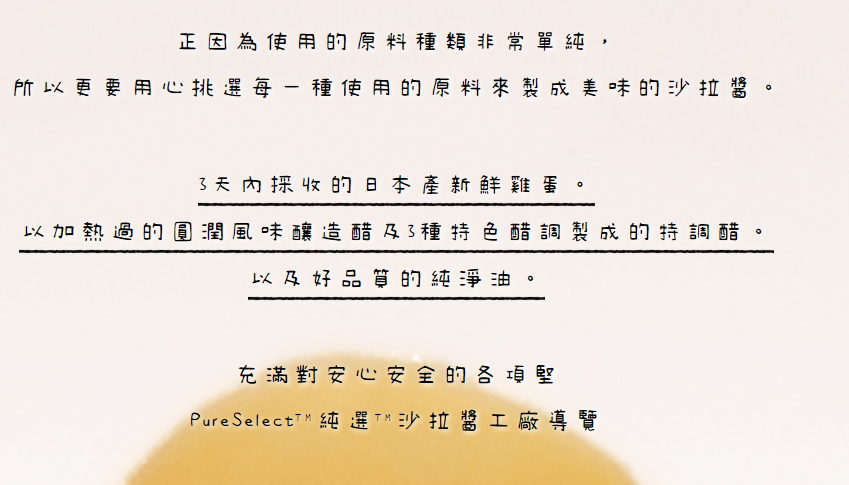 正因為使用的原料種類非常單純，
所以更要用心挑選每一種使用的原料來製成美味的沙拉醬。
3天內採收的日本產新鮮雞蛋。
以加熱過的圓潤風味釀造醋及3種特色醋調製成的特調醋。
以及好品質的純淨油。
充滿對安心安全的各項堅
PureSelect™純選™沙拉醬工廠導覽